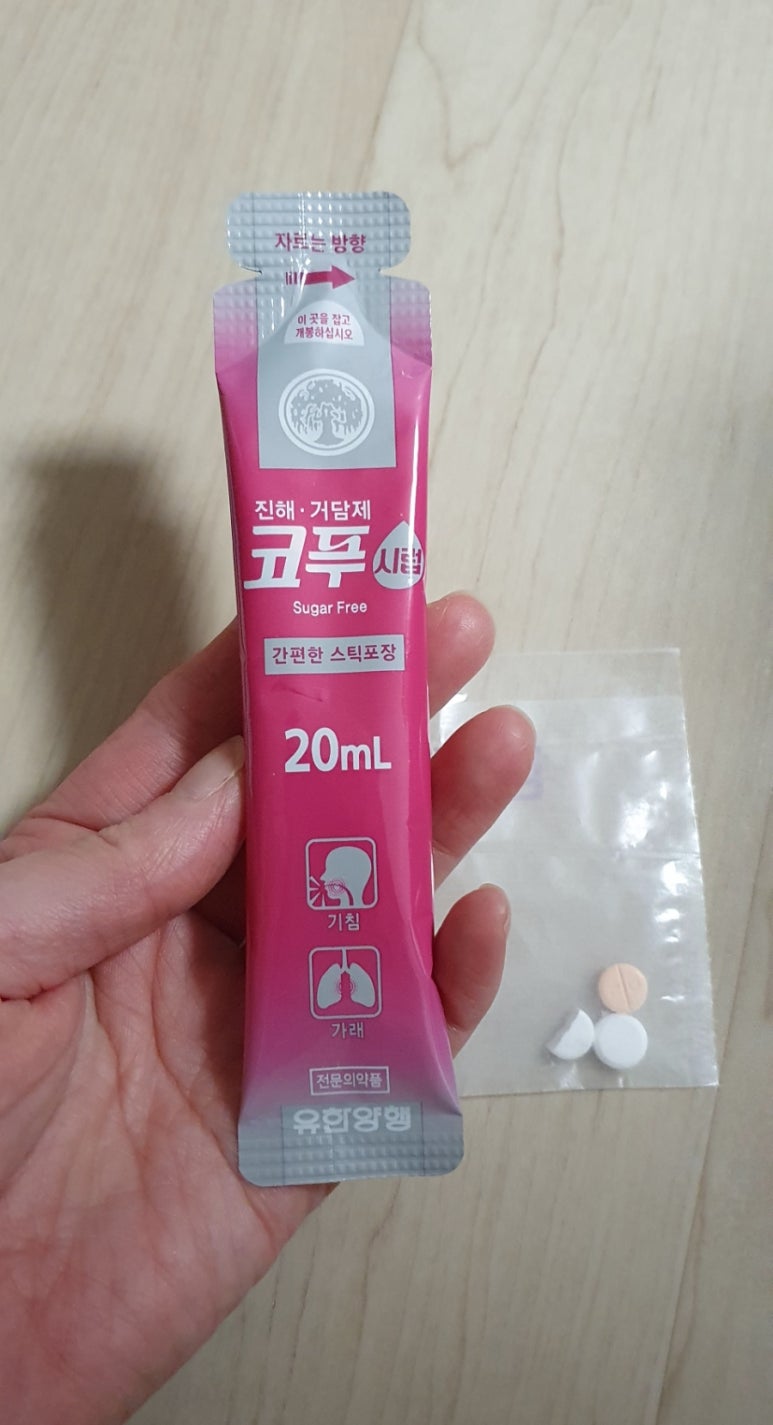 자르는 방향
이 곳을 잡고
개봉하십시오
진해·거담제
코푸시럽
Sugar Free
간편한 스틱포장
20mL
기침
가래
전문의약품
유한양행